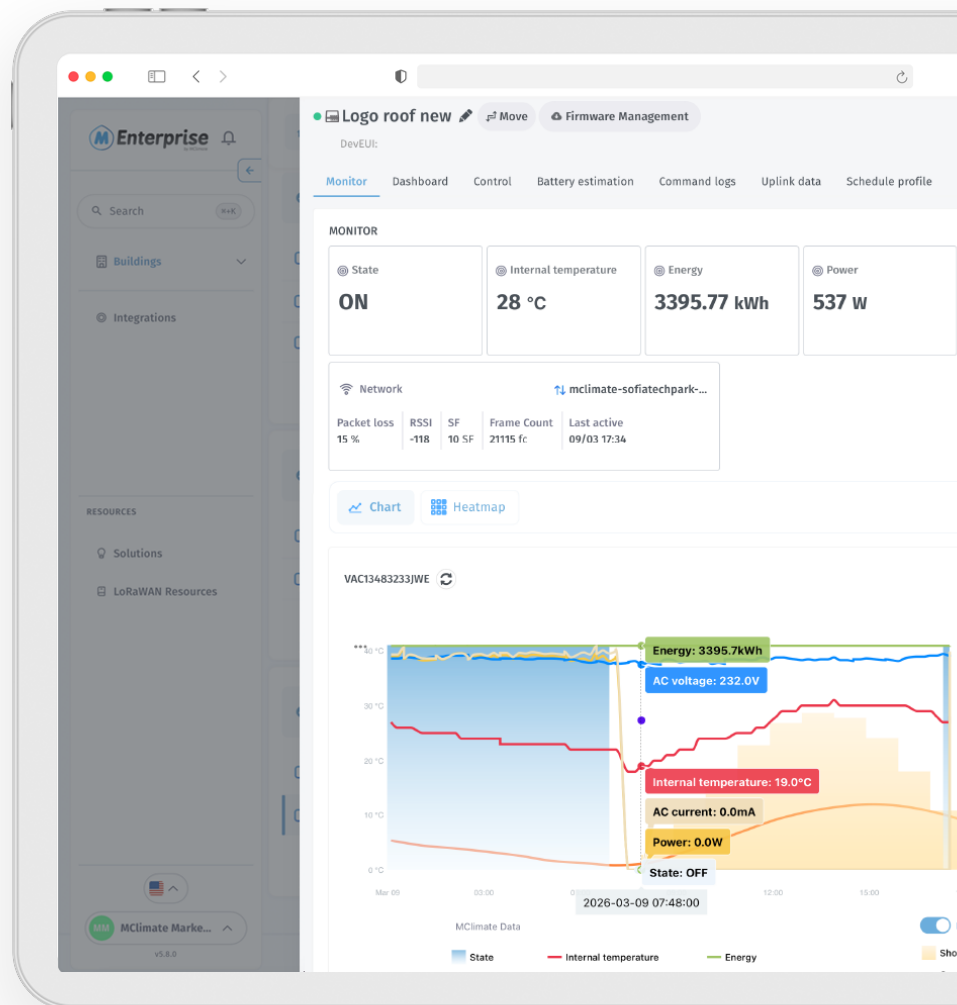 Logo roof new
Move
Firmware Management
DevEUI:
M Enterprise
Monitor
Dashboard
Control
Battery estimation
Command logs
Uplink data
Schedule profile
Search
⌘+K
Buildings
Integrations
RESOURCES
Solutions
LoRaWAN Resources
MM
MClimate Marke...
v5.8.0
MONITOR
State
ON
Internal temperature
28 °C
Energy
3395.77 kWh
Power
537 W
Network
mclimate-sofiatechpark-...
Packet loss
15 %
RSSI
-118
SF
10 SF
Frame Count
21115 fc
Last active
09/03 17:34
Chart
Heatmap
VAC13483233JWE
40 °C
30 °C
20 °C
10 °C
0 °C
Energy: 3395.7kWh
AC voltage: 232.0V
Internal temperature: 19.0°C
AC current: 0.0mA
Power: 0.0W
State: OFF
Mar 09
03:00
12:00
15:00
2026-03-09 07:48:00
MClimate Data
State
Internal temperature
Energy
Sho